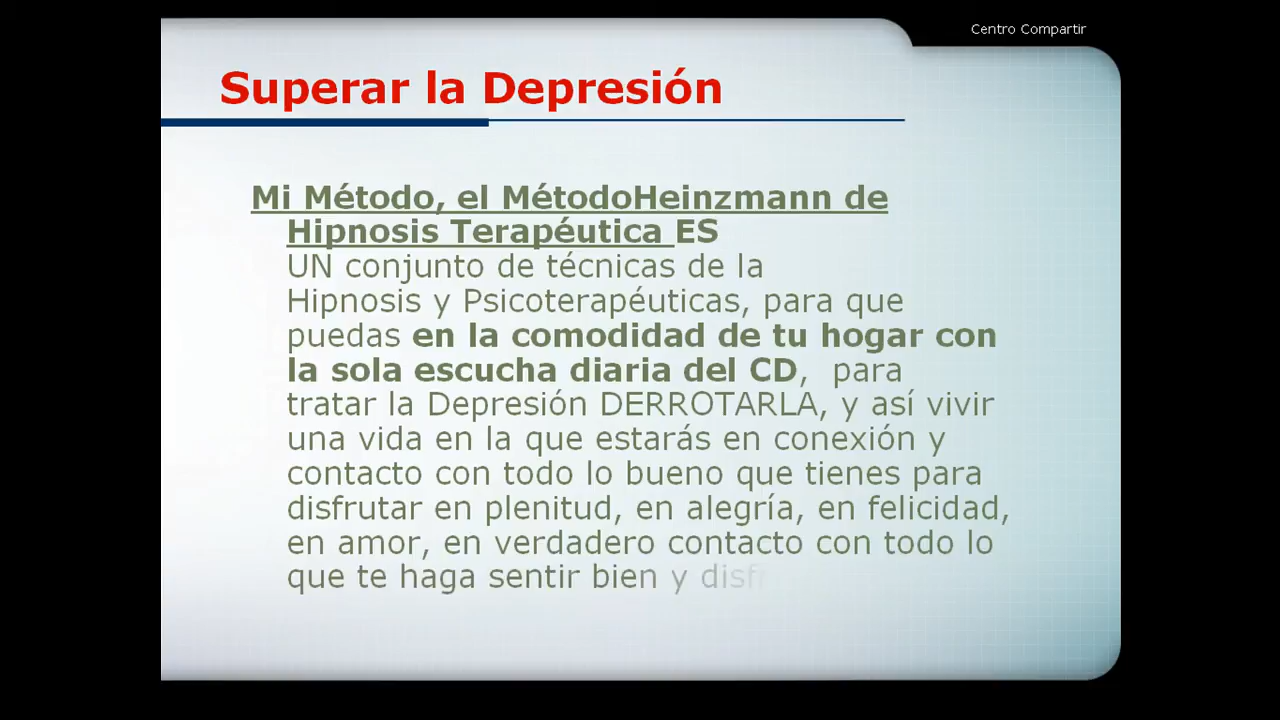 Centro Compartir
Superar la Depresión
Mi Método, el MétodoHeinzmann de
Hipnosis Terapéutica ES
UN conjunto de técnicas de la
Hipnosis y Psicoterapéuticas, para que
puedas en la comodidad de tu hogar con
la sola escucha diaria del CD, para
tratar la Depresión DERROTARLA, y así vivir
una vida en la que estarás en conexión y
contacto con todo lo bueno que tienes para
disfrutar en plenitud, en alegría, en felicidad,
en amor, en verdadero contacto con todo lo
que te haga sentir bien y